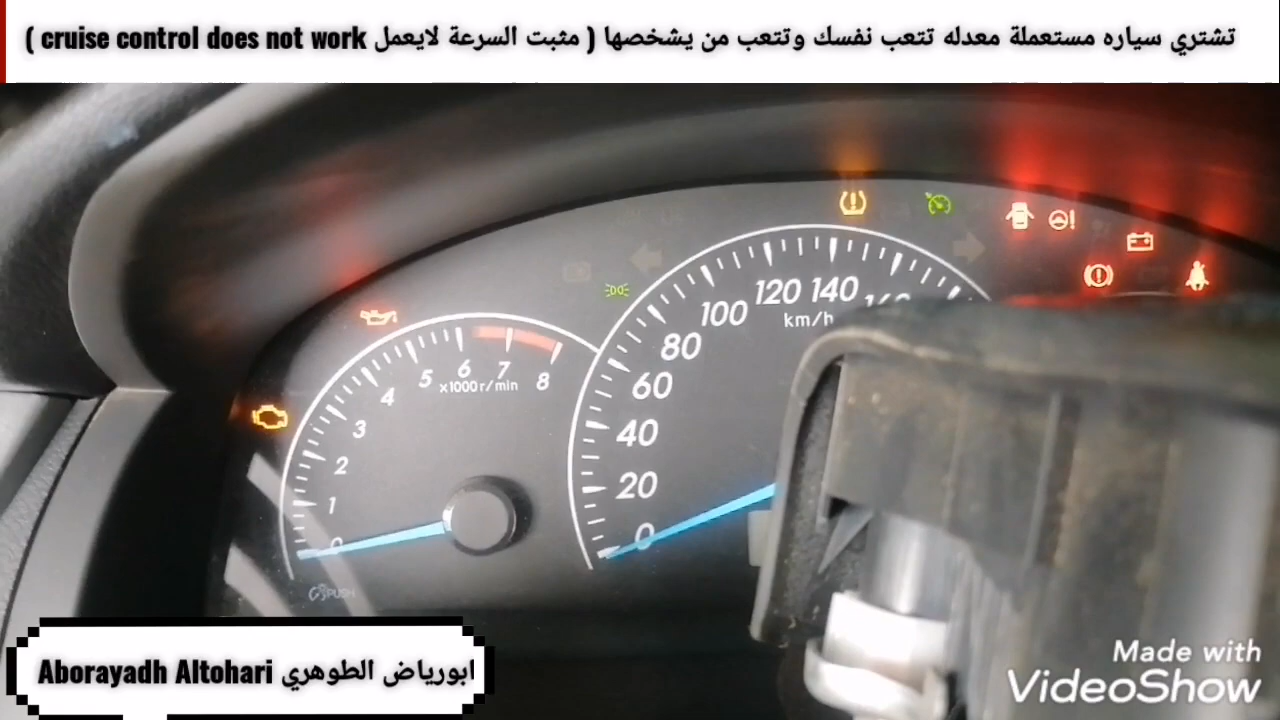 تشتري سياره مستعملة معدله تتعب نفسك وتتعب من يشخصها ( مثبت السرعة لايعمل cruise control does not work )
120 140 160
100
km/h
80
60
40
20
0
5 6 7 8
x1000 r/min
4
3
2
1
0
PUSH
Aborayadh Altohari ابورياض الطوهري
Made with
VideoShow